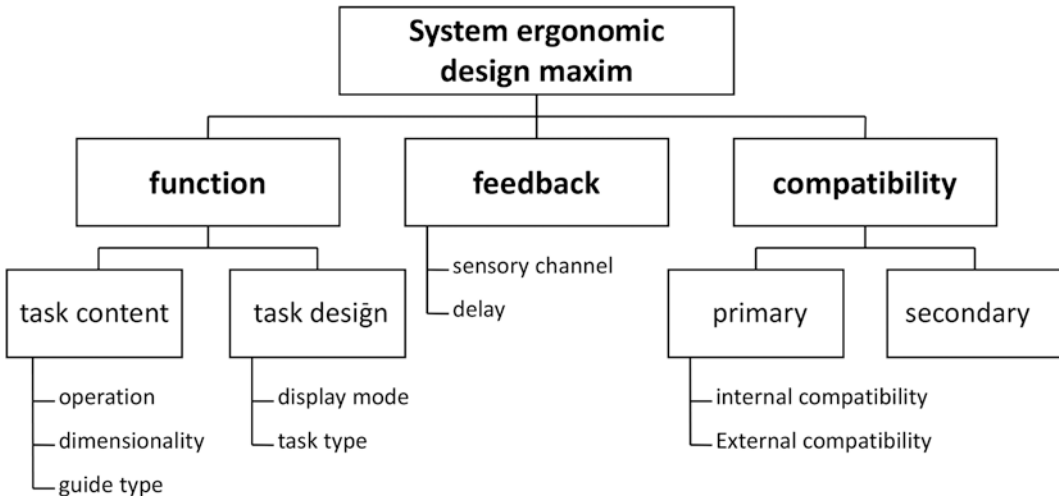 System ergonomic
design maxim
function
feedback
compatibility
task content
task desiḡn
sensory channel
delay
primary
secondary
operation
dimensionality
guide type
display mode
task type
internal compatibility
External compatibility